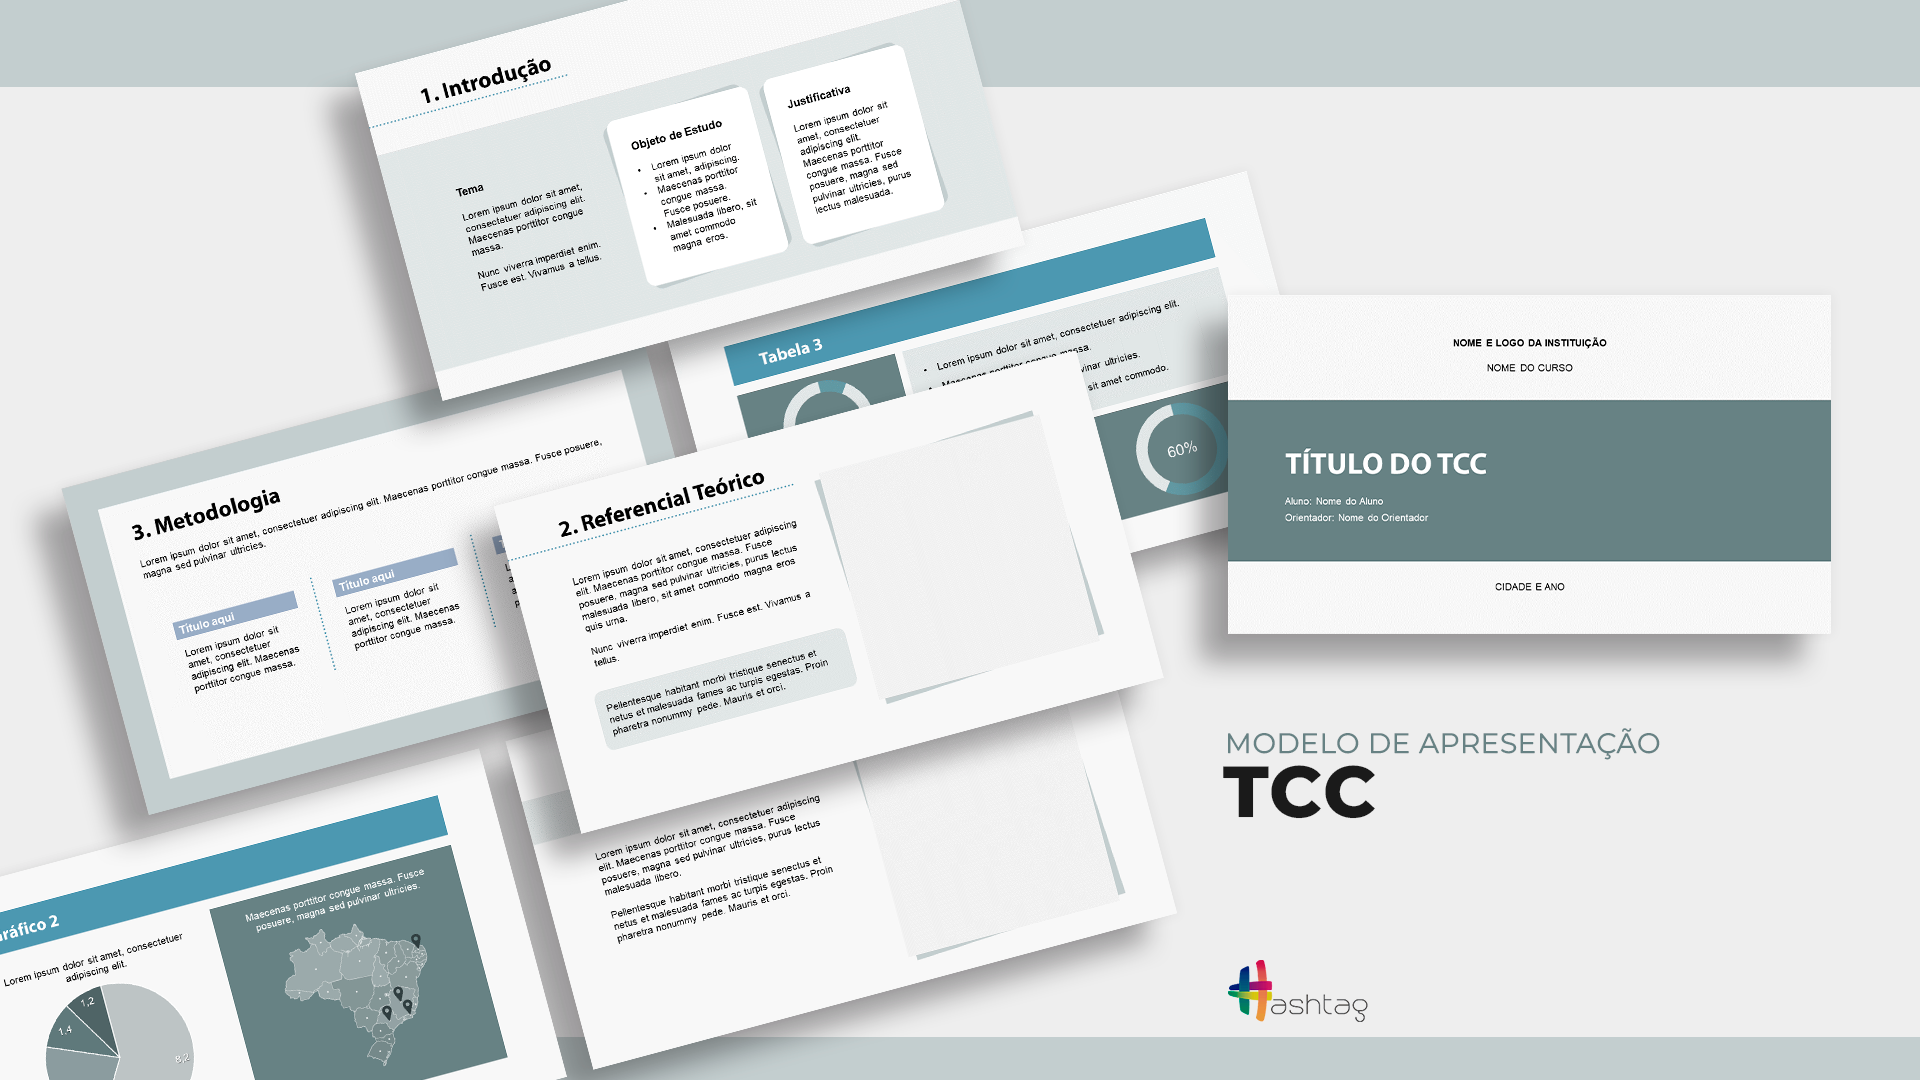 1. Introdução
Tema
Lorem ipsum dolor sit amet,
consectetuer adipiscing elit.
Maecenas porttitor congue
massa.
Nunc viverra imperdiet enim.
Fusce est. Vivamus a tellus.
Objeto de Estudo
• Lorem ipsum dolor
sit amet, adipiscing.
• Maecenas porttitor
congue massa.
Fusce posuere.
• Malesuada libero, sit
amet commodo
magna eros.
Justificativa
Lorem ipsum dolor sit
amet, consectetuer
adipiscing elit.
Maecenas porttitor
congue massa. Fusce
posuere, magna sed
pulvinar ultricies, purus
lectus malesuada.
Tabela 3
• Lorem ipsum dolor sit amet, consectetuer adipiscing elit.
• Maecenas porttitor congue massa.
vinar ultricies.
sit amet commodo.
60%
3. Metodologia
Lorem ipsum dolor sit amet, consectetuer adipiscing elit. Maecenas porttitor congue massa. Fusce posuere,
magna sed pulvinar ultricies.
Título aqui
Lorem ipsum dolor sit
amet, consectetuer
adipiscing elit. Maecenas
porttitor congue massa.
Título aqui
Lorem ipsum dolor sit
amet, consectetuer
adipiscing elit. Maecenas
porttitor congue massa.
2. Referencial Teórico
Lorem ipsum dolor sit amet, consectetuer adipiscing
elit. Maecenas porttitor congue massa. Fusce
posuere, magna sed pulvinar ultricies, purus lectus
malesuada libero, sit amet commodo magna eros
quis urna.
Nunc viverra imperdiet enim. Fusce est. Vivamus a
tellus.
Pellentesque habitant morbi tristique senectus et
netus et malesuada fames ac turpis egestas. Proin
pharetra nonummy pede. Mauris et orci.
Lorem ipsum dolor sit amet, consectetuer adipiscing
elit. Maecenas porttitor congue massa. Fusce
posuere, magna sed pulvinar ultricies, purus lectus
malesuada libero.
Pellentesque habitant morbi tristique senectus et
netus et malesuada fames ac turpis egestas. Proin
pharetra nonummy pede. Mauris et orci.
ráfico 2
Lorem ipsum dolor sit amet, consectetuer
adipiscing elit.
1,2
1,4
8,2
Maecenas porttitor congue massa. Fusce
posuere, magna sed pulvinar ultricies.
NOME E LOGO DA INSTITUIÇÃO
NOME DO CURSO
TÍTULO DO TCC
Aluno: Nome do Aluno
Orientador: Nome do Orientador
CIDADE E ANO
MODELO DE APRESENTAÇÃO
TCC
#ashtag